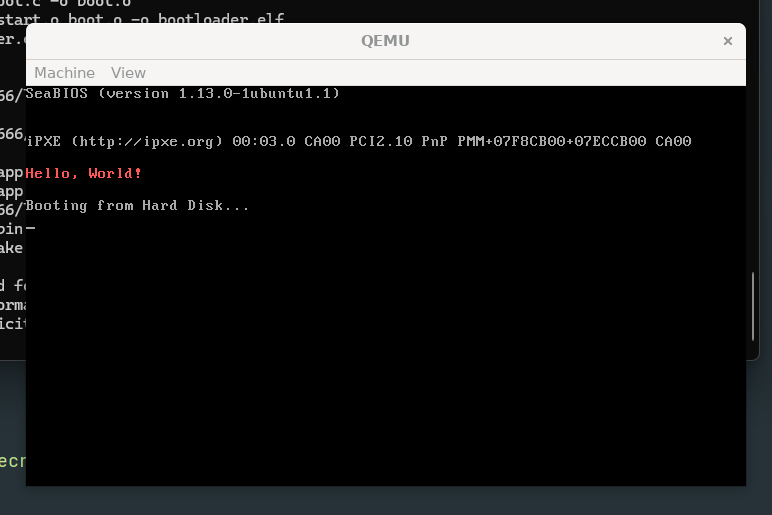 oot.c -o boot.o
start.o boot.o -o bootloader.elf
er.
QEMU
Machine View
66/
SeaBIOS (version 1.13.0-1ubuntu1.1)
666,
iPXE (http://ipxe.org) 00:03.0 CA00 PCI2.10 PnP PMM+07F8CB00+07ECCB00 CA00
app
Hello, World!
app
66/
Booting from Hard Disk...
bin
ake
d f
orma
icit
ecr